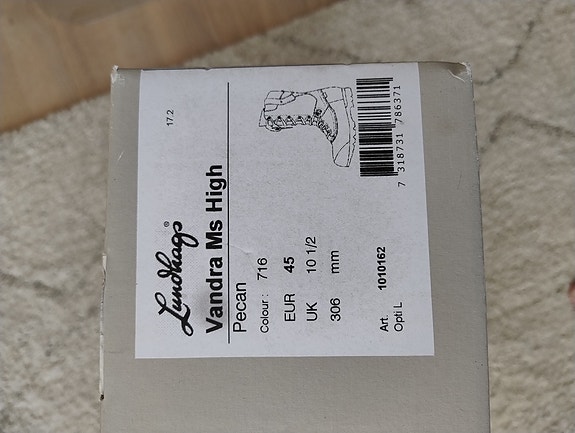 17.2
Lundhags®
Vandra Ms High
Pecan
Colour: 716
EUR 45
UK 10 1/2
306 mm
Art. 1010162
Opti L
7 318731 786371